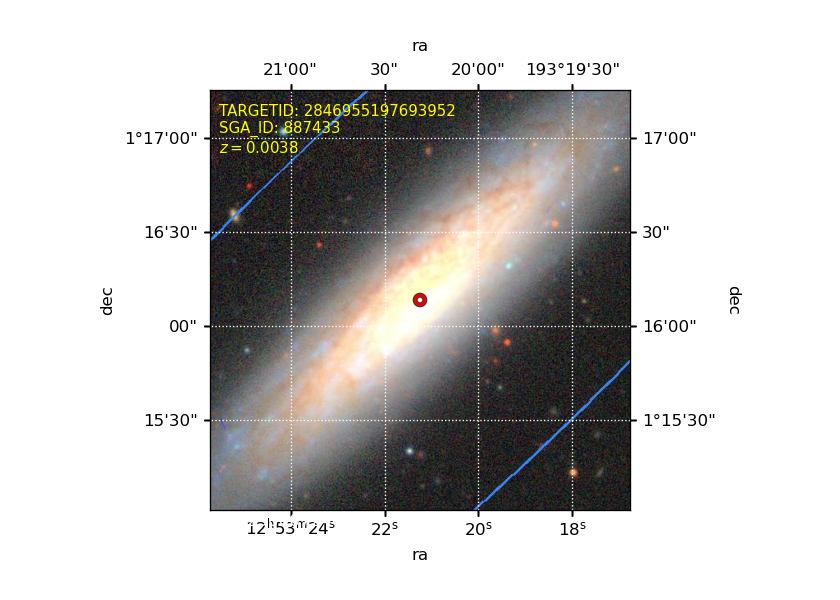 ra
21'00" 30" 20'00" 193°19'30"
TARGETID: 2846955197693952
SGA_ID: 887433
z = 0.0038
1°17'00" 17'00"
16'30" 30"
dec dec
00" 16'00"
15'30" 1°15'30"
12ʰ53ᵐ24ˢ 22ˢ 20ˢ 18ˢ
ra